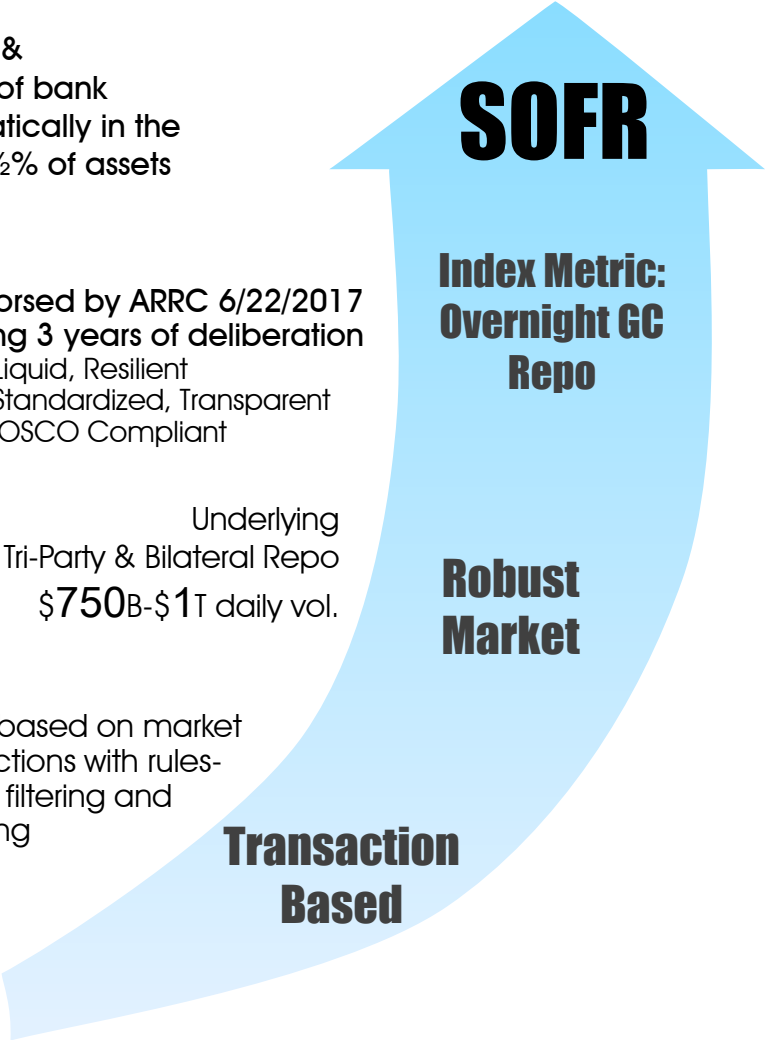 &
of bank
atically in the
½% of assets
orsed by ARRC 6/22/2017
ng 3 years of deliberation
Liquid, Resilient
Standardized, Transparent
OSCO Compliant
Underlying
Tri-Party & Bilateral Repo
$750B-$1T daily vol.
based on market
ctions with rules-
filtering and
ng
SOFR
Index Metric:
Overnight GC
Repo
Robust
Market
Transaction
Based